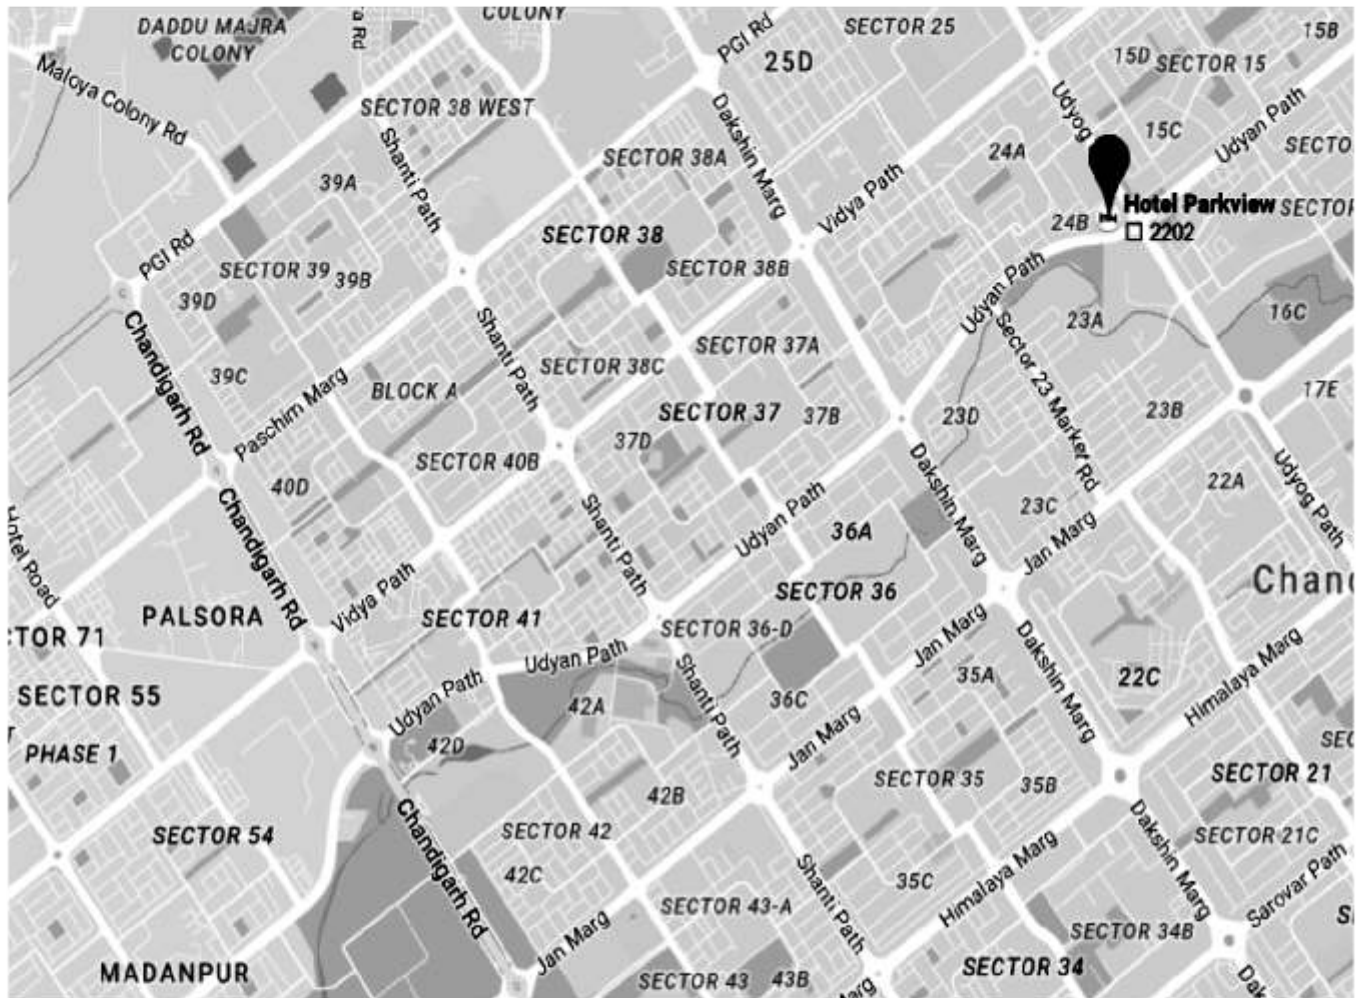 DADDU MAJRA
COLONY
COLONY
PGI Rd
SECTOR 25
15B
25D
15D
SECTOR 15
Maloya Colony Rd
SECTOR 38 WEST
Shanti Path
Dakshin Marg
Udyog
15C
Udyan Path
SECTOR 38A
24A
39A
Vidya Path
24B
Hotel Parkview
2202
PGI Rd
SECTOR 38
SECTOR 39
39B
39D
SECTOR 38B
Udyan Path
16C
Chandigarh Rd
Shanti Path
23A
Sector 23 Market Rd
SECTOR 37A
39C
Paschim Marg
BLOCK A
SECTOR 38C
17E
SECTOR 37
37B
23D
23B
37D
SECTOR 40B
40D
Dakshin Marg
22A
Udyog Path
Chandigarh Rd
Shanti Path
Udyan Path
23C
36A
Jan Marg
Hotel Road
Vidya Path
SECTOR 36
PALSORA
SECTOR 41
SECTOR 36-D
Jan Marg
Dakshin Marg
Himalaya Marg
SECTOR 55
Udyan Path
Shanti Path
35A
22C
Udyan Path
42A
36C
Jan Marg
PHASE 1
42D
SECTOR 35
35B
SECTOR 21
42B
Chandigarh Rd
SECTOR 54
SECTOR 42
Dakshin Marg
SECTOR 21C
42C
Shanti Path
35C
Himalaya Marg
Sarovar Path
SECTOR 43-A
Jan Marg
SECTOR 34B
MADANPUR
SECTOR 43
43B
SECTOR 34
Marg